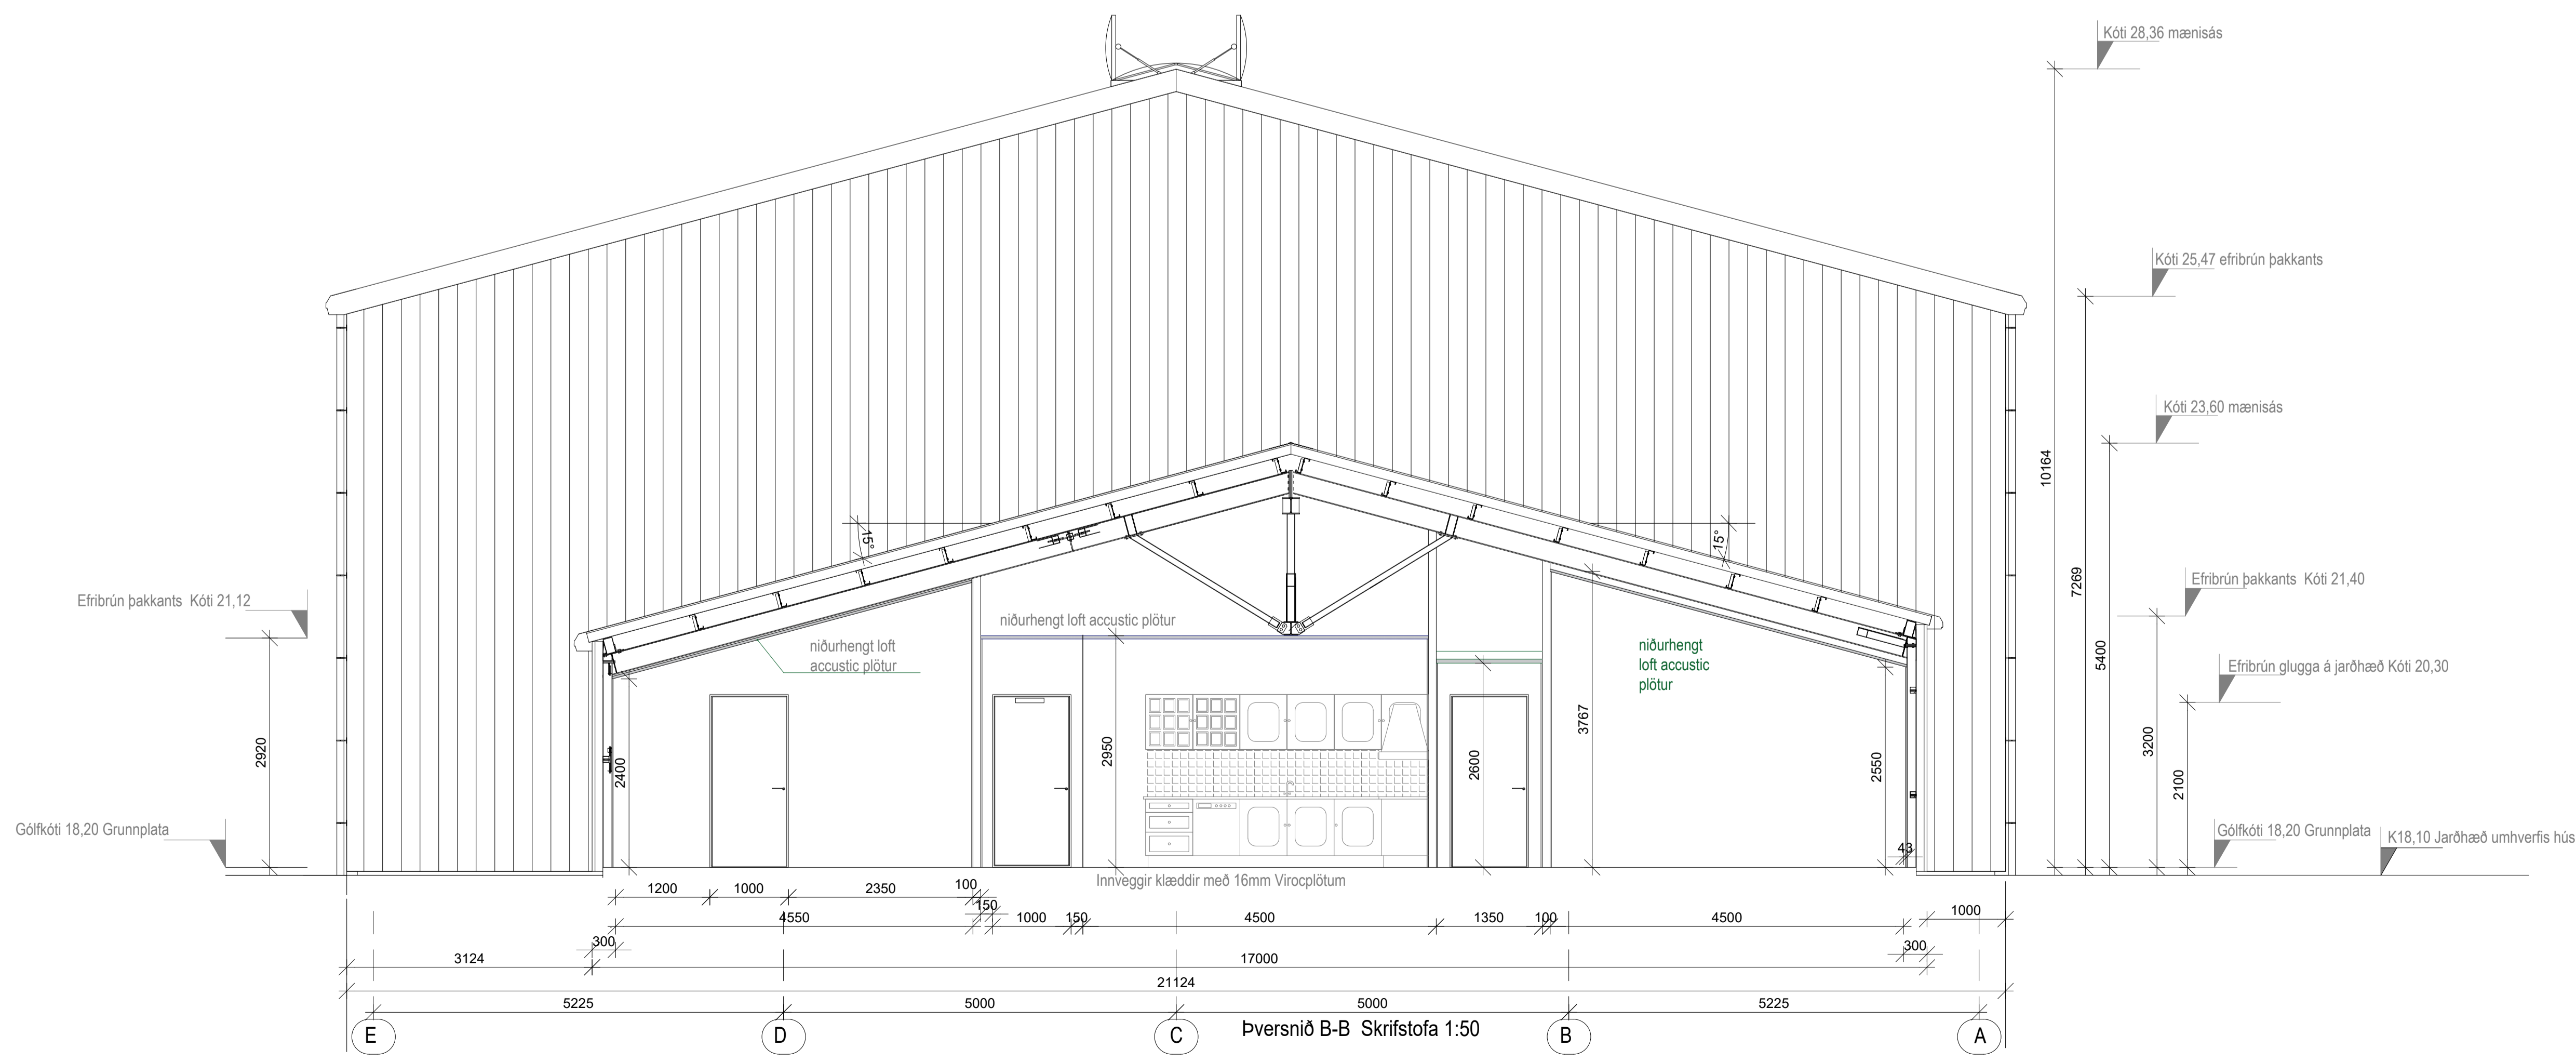 Kóti 28,36 mænisás
Kóti 25,47 efribrún þakkants
Kóti 23,60 mænisás
10164
7269
5400
15°
15°
Efribrún þakkants Kóti 21,40
Efribrún þakkants Kóti 21,12
niðurhengt loft accustic plötur
niðurhengt loft
accustic plötur
niðurhengt
loft accustic
plötur
Efribrún glugga á jarðhæð Kóti 20,30
3200
2100
2920
2400
2950
2600
3767
2550
43
Gólfkóti 18,20 Grunnplata
Gólfkóti 18,20 Grunnplata
K18,10 Jarðhæð umhverfis hús
Innveggir klæddir með 16mm Virocplötum
1200 1000 2350 100
150
4550 1000 150 4500 1350 100 4500 1000
300 300
3124 17000
21124
5225 5000 5000 5225
E D C B A
Þversnið B-B Skrifstofa 1:50